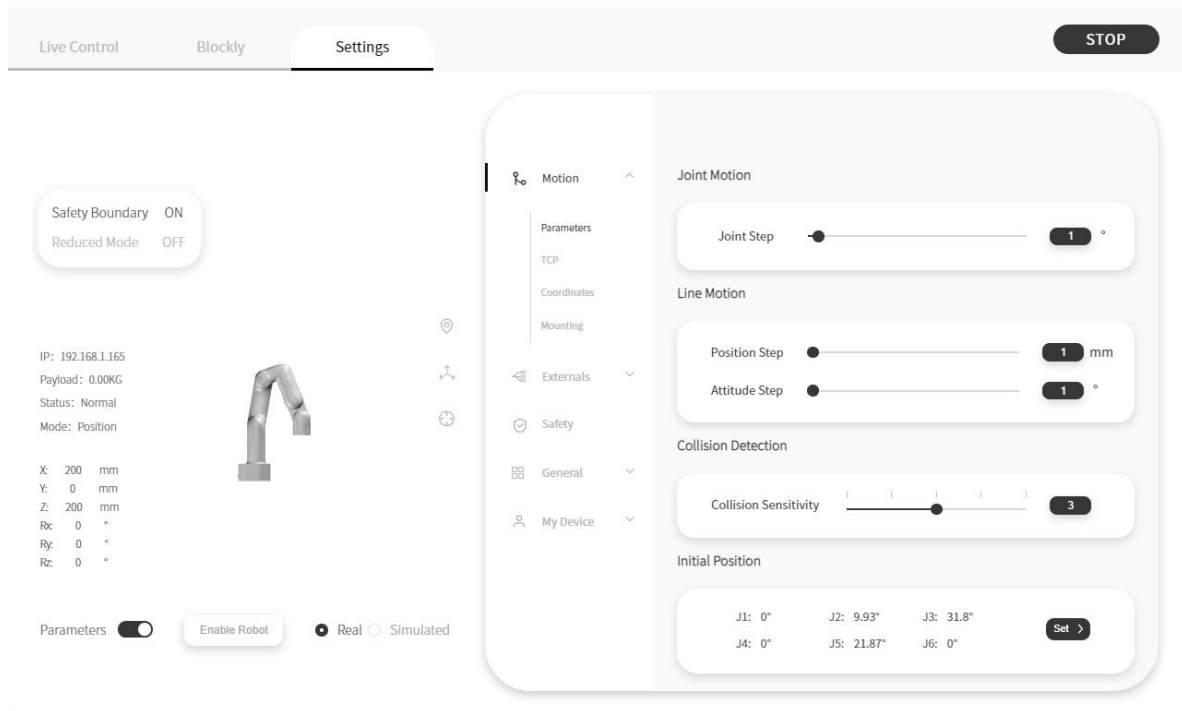 Live Control
Blockly
Settings
STOP
Safety Boundary ON
Reduced Mode OFF
IP: 192.168.1.165
Payload: 0.00KG
Status: Normal
Mode: Position
X: 200 mm
Y: 0 mm
Z: 200 mm
Rx: 0 °
Ry: 0 °
Rz: 0 °
Parameters
Enable Robot
Real
Simulated
Motion
Parameters
TCP
Coordinates
Mounting
Externals
Safety
General
My Device
Joint Motion
Joint Step 1 °
Line Motion
Position Step 1 mm
Attitude Step 1 °
Collision Detection
Collision Sensitivity 3
Initial Position
J1: 0° J2: 9.93° J3: 31.8°
J4: 0° J5: 21.87° J6: 0°
Set >